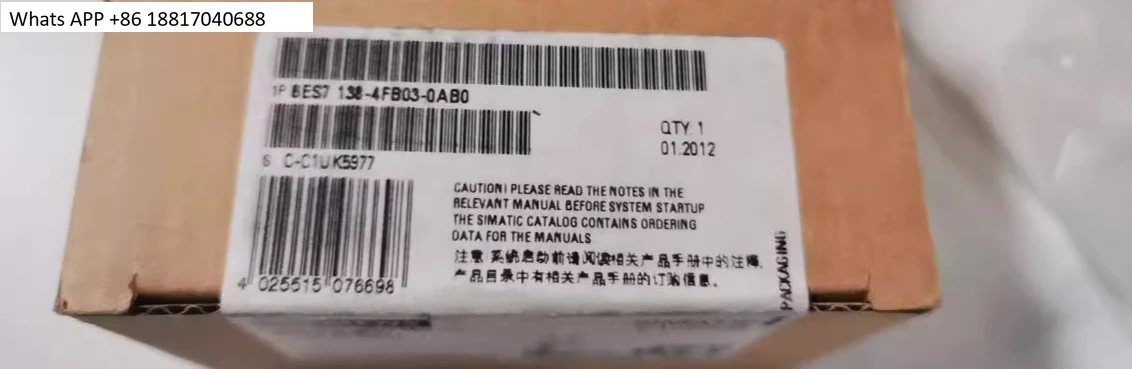 Whats APP +86 18817040688
1P 6ES7 138-4FB03-0AB0
QTY: 1
01.2012
S C-C1UK5977
CAUTION! PLEASE READ THE NOTES IN THE
RELEVANT MANUAL BEFORE SYSTEM STARTUP
THE SIMATIC CATALOG CONTAINS ORDERING
DATA FOR THE MANUALS
注意 系统启动前请阅读相关产品手册中的注释.
产品目录中有相关产品手册的订购信息.
4 025515 076698
PACKAGING